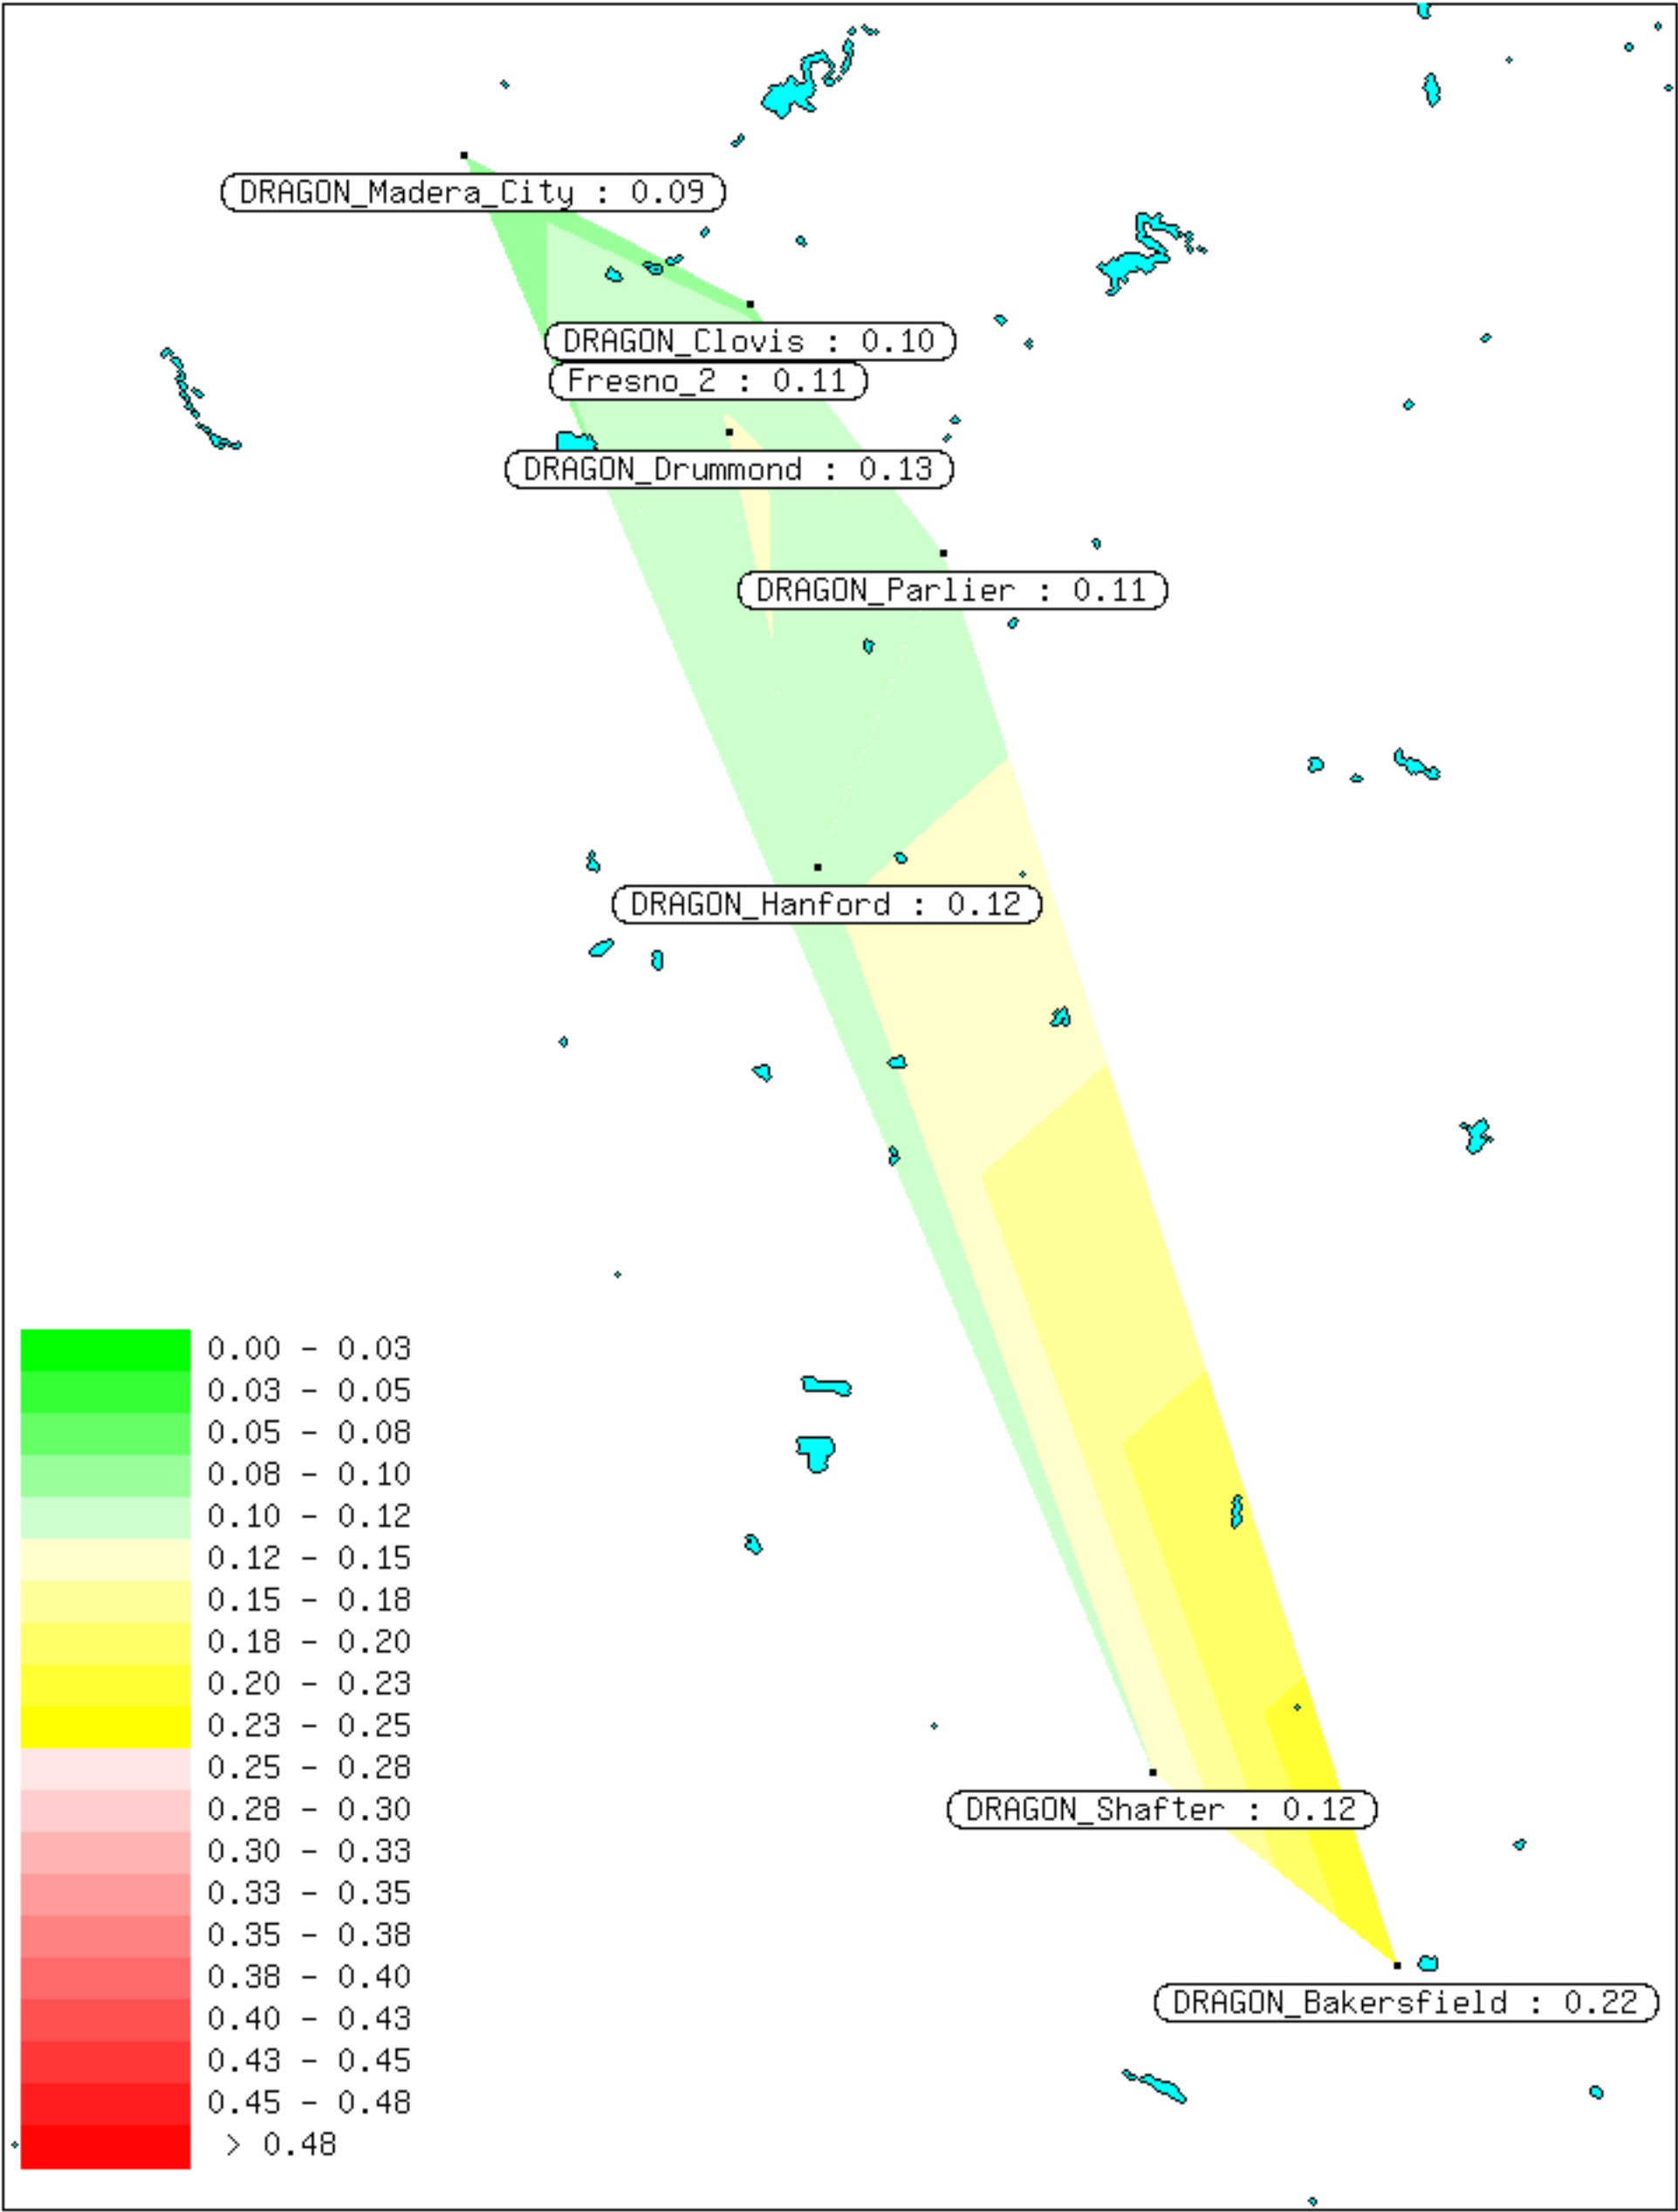 DRAGON_Madera_City : 0.09
DRAGON_Clovis : 0.10
Fresno_2 : 0.11
DRAGON_Drummond : 0.13
DRAGON_Parlier : 0.11
DRAGON_Hanford : 0.12
DRAGON_Shafter : 0.12
DRAGON_Bakersfield : 0.22
0.00 - 0.03
0.03 - 0.05
0.05 - 0.08
0.08 - 0.10
0.10 - 0.12
0.12 - 0.15
0.15 - 0.18
0.18 - 0.20
0.20 - 0.23
0.23 - 0.25
0.25 - 0.28
0.28 - 0.30
0.30 - 0.33
0.33 - 0.35
0.35 - 0.38
0.38 - 0.40
0.40 - 0.43
0.43 - 0.45
0.45 - 0.48
> 0.48